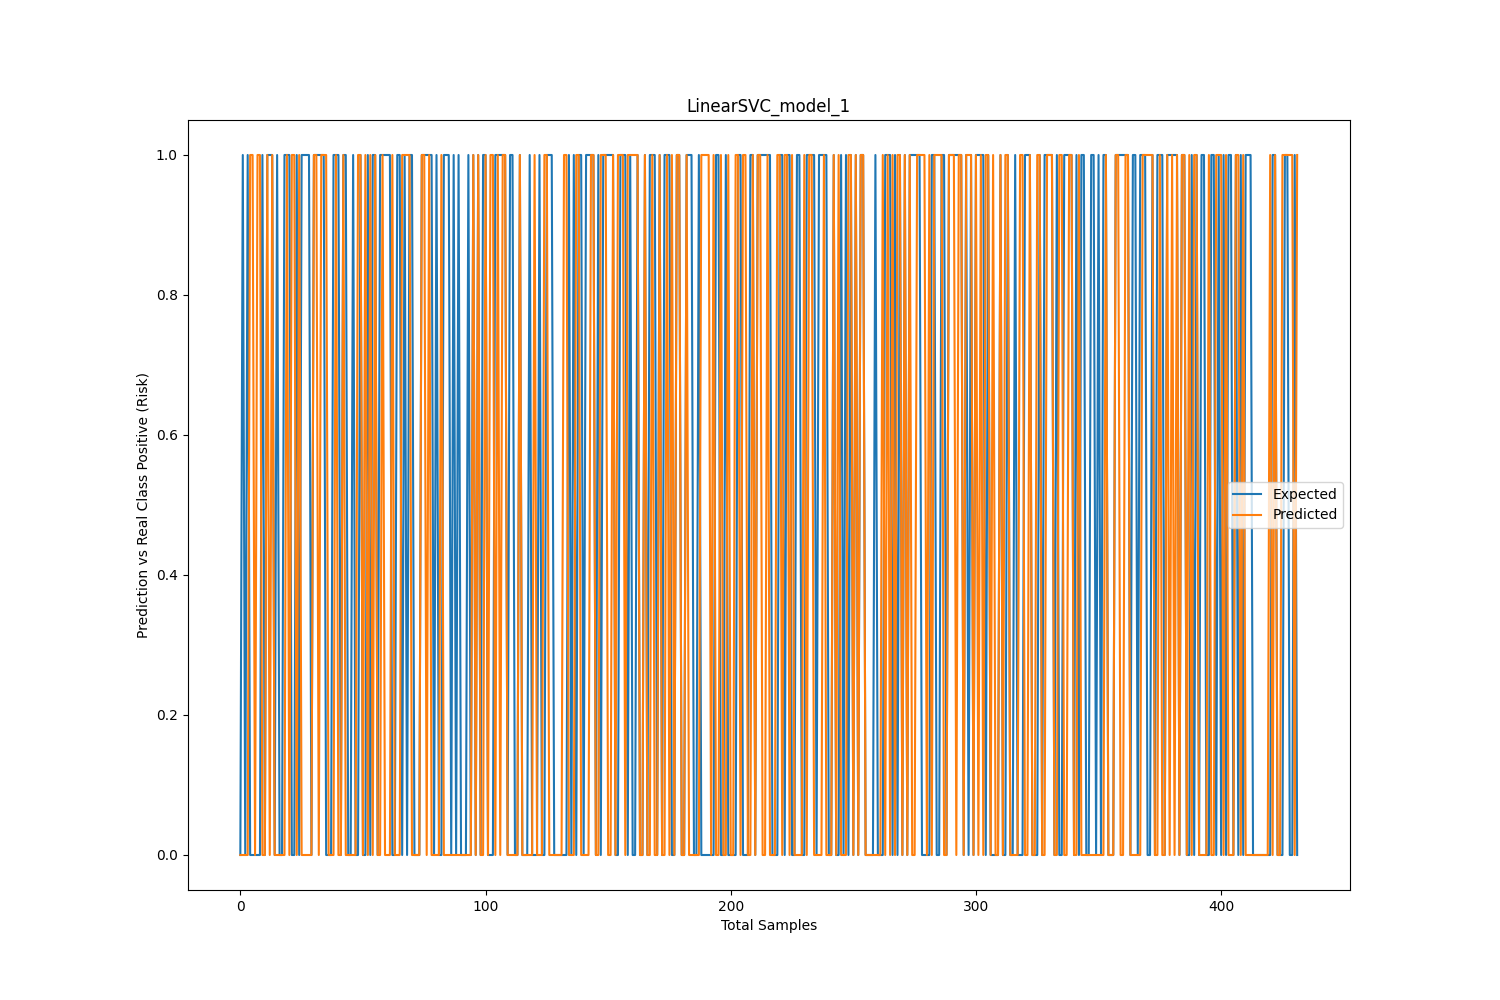 LinearSVC_model_1
Prediction vs Real Class Positive (Risk)
1.0
0.8
0.6
0.4
0.2
0.0
Expected
Predicted
0
100
200
300
400
Total Samples